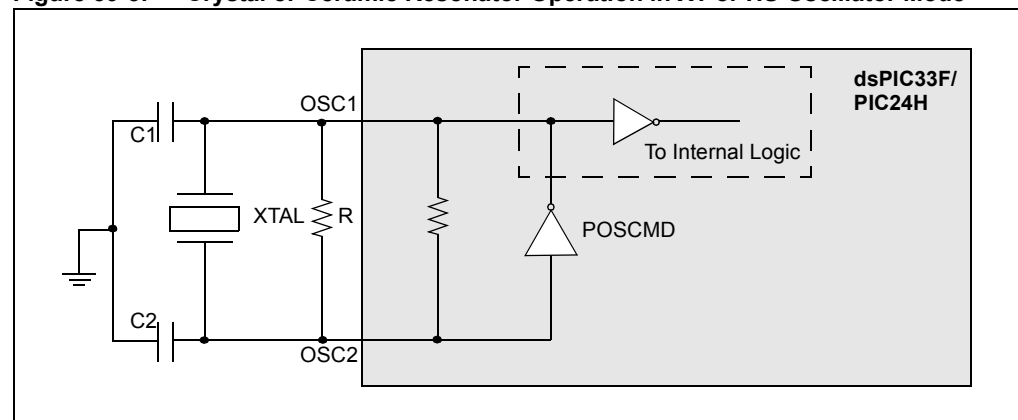 dsPIC33F/
PIC24H
OSC1
C1
To Internal Logic
XTAL
R
POSCMD
C2
OSC2